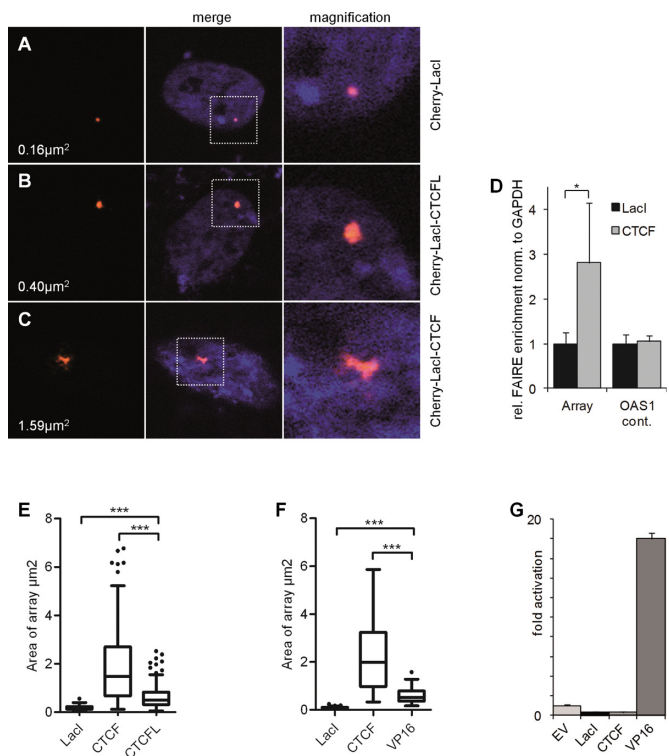 merge magnification
A
0.16µm2
Cherry-LacI
B
0.40µm2
Cherry-LacI-CTCFL
C
1.59µm2
Cherry-LacI-CTCF
D
rel. FAIRE enrichment norm. to GAPDH
5
4
3
2
1
0
*
LacI
CTCF
Array
OAS1
cont.
E
Area of array µm2
8
6
4
2
0
***
***
LacI
CTCF
CTCFL
F
Area of array µm2
8
6
4
2
0
***
***
LacI
CTCF
VP16
G
fold activation
20
0
EV
LacI
CTCF
VP16